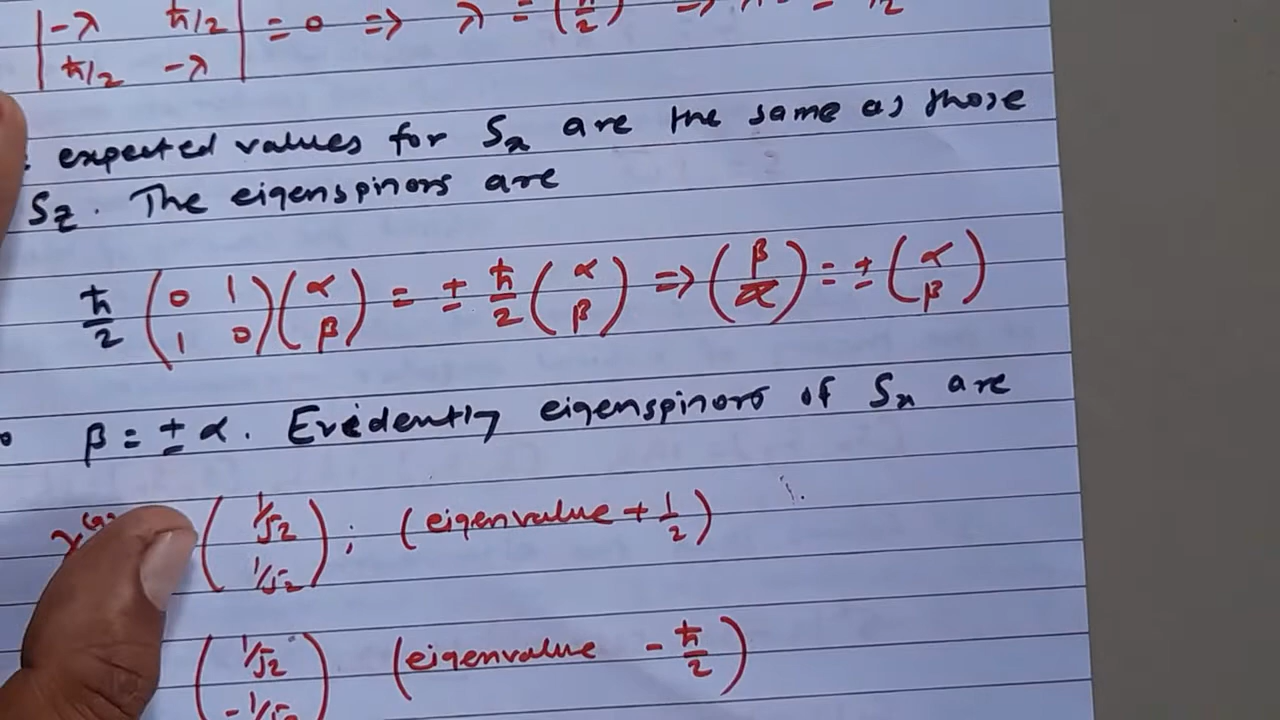 |-λ ħ/2| = 0 ⇒ λ² = (ħ/2)²
|ħ/2 -λ|
expected values for Sx are the same as those
Sz. The eigenspinors are
ħ/2 (0 1; 1 0)(α; β) = ± ħ/2 (α; β) ⇒ (β; α) = ± (α; β)
β = ± α. Evidently eigenspinors of Sx are
(1/√2; 1/√2); (eigenvalue + 1/2)
(1/√2; -1/√2) (eigenvalue - ħ/2)